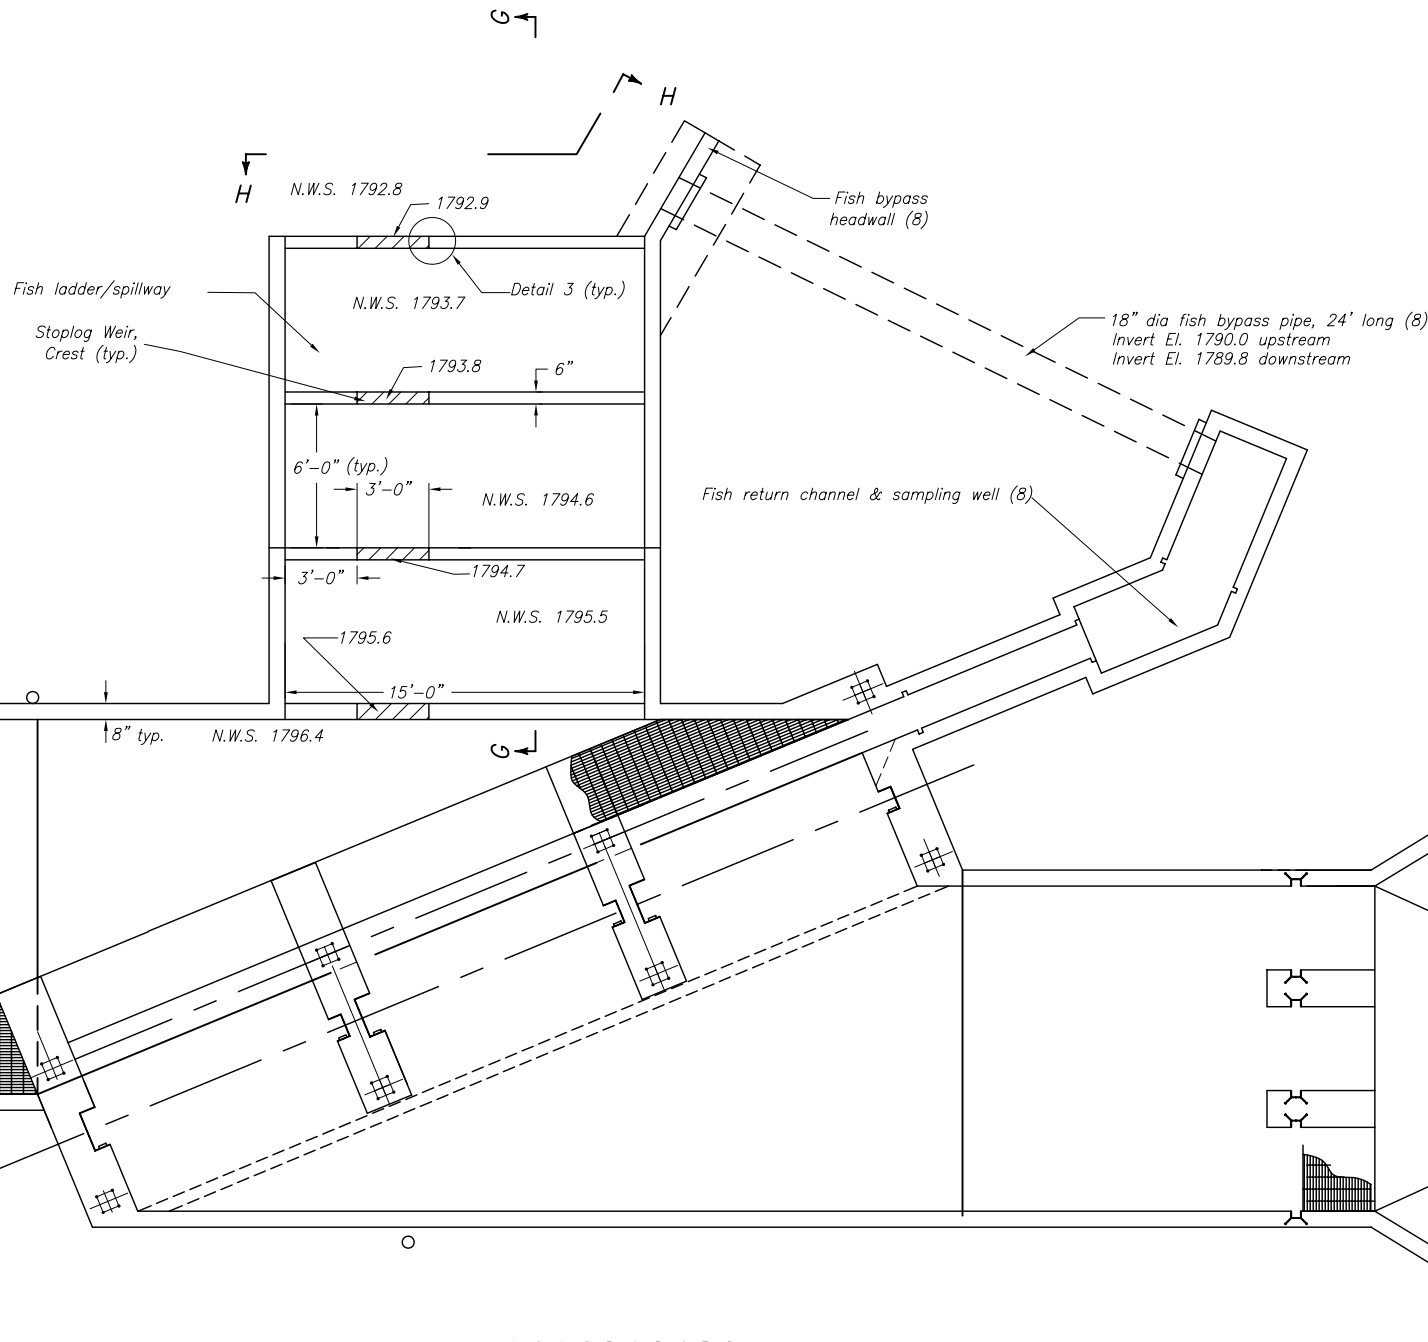 G
H
H
N.W.S. 1792.8
1792.9
Fish bypass
headwall (8)
Fish ladder/spillway
Detail 3 (typ.)
N.W.S. 1793.7
Stoplog Weir,
Crest (typ.)
18" dia fish bypass pipe, 24' long (8)
Invert El. 1790.0 upstream
Invert El. 1789.8 downstream
1793.8
6"
6'-0" (typ.)
3'-0"
N.W.S. 1794.6
Fish return channel & sampling well (8)
3'-0"
1794.7
N.W.S. 1795.5
1795.6
15'-0"
8" typ.
N.W.S. 1796.4
G